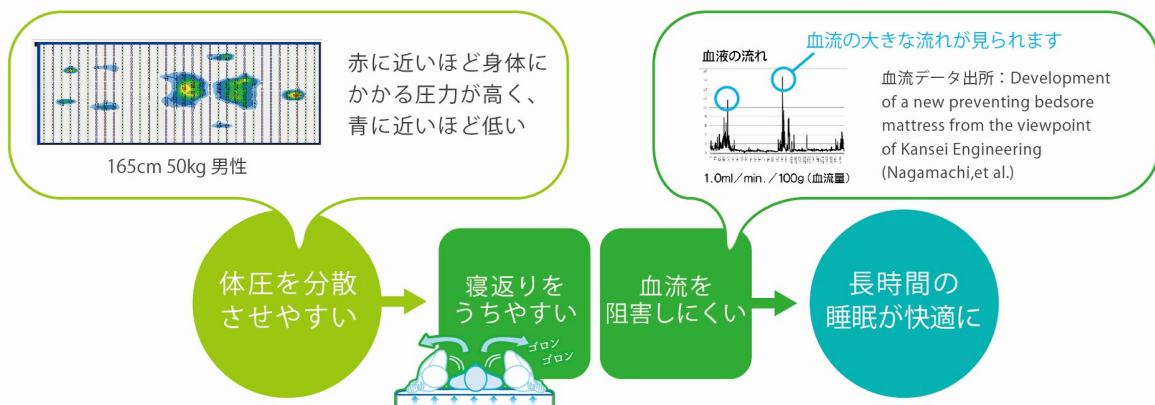 赤に近いほど身体に
かかる圧力が高く、
青に近いほど低い
165cm 50kg 男性
血流の大きな流れが見られます
血液の流れ
血流データ出所：Development
of a new preventing bedsore
mattress from the viewpoint
of Kansei Engineering
(Nagamachi,et al.)
1.0ml／min.／100g（血流量）
体圧を分散
させやすい
寝返りを
うちやすい
ゴロン
ゴロン
血流を
阻害しにくい
長時間の
睡眠が快適に